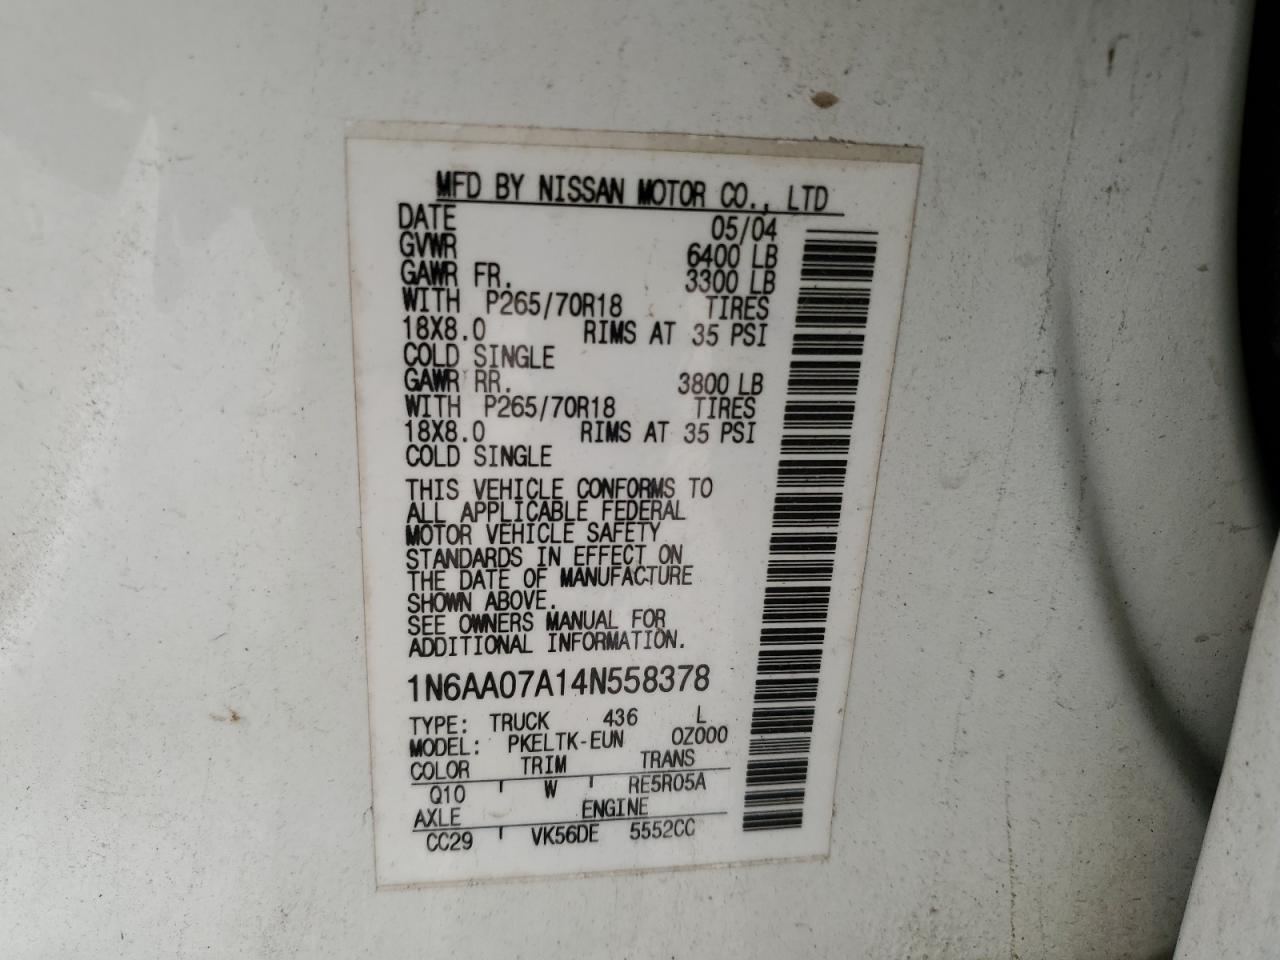 MFD BY NISSAN MOTOR CO., LTD
DATE 05/04
GVWR 6400 LB
GAWR FR. 3300 LB
WITH P265/70R18 TIRES
18X8.0 RIMS AT 35 PSI
COLD SINGLE
GAWR RR. 3800 LB
WITH P265/70R18 TIRES
18X8.0 RIMS AT 35 PSI
COLD SINGLE
THIS VEHICLE CONFORMS TO
ALL APPLICABLE FEDERAL
MOTOR VEHICLE SAFETY
STANDARDS IN EFFECT ON
THE DATE OF MANUFACTURE
SHOWN ABOVE.
SEE OWNERS MANUAL FOR
ADDITIONAL INFORMATION.
1N6AA07A14N558378
TYPE: TRUCK 436 L
MODEL: PKELTK-EUN 0Z000
COLOR TRIM TRANS
Q10 W RE5R05A
AXLE ENGINE
CC29 VK56DE 5552CC